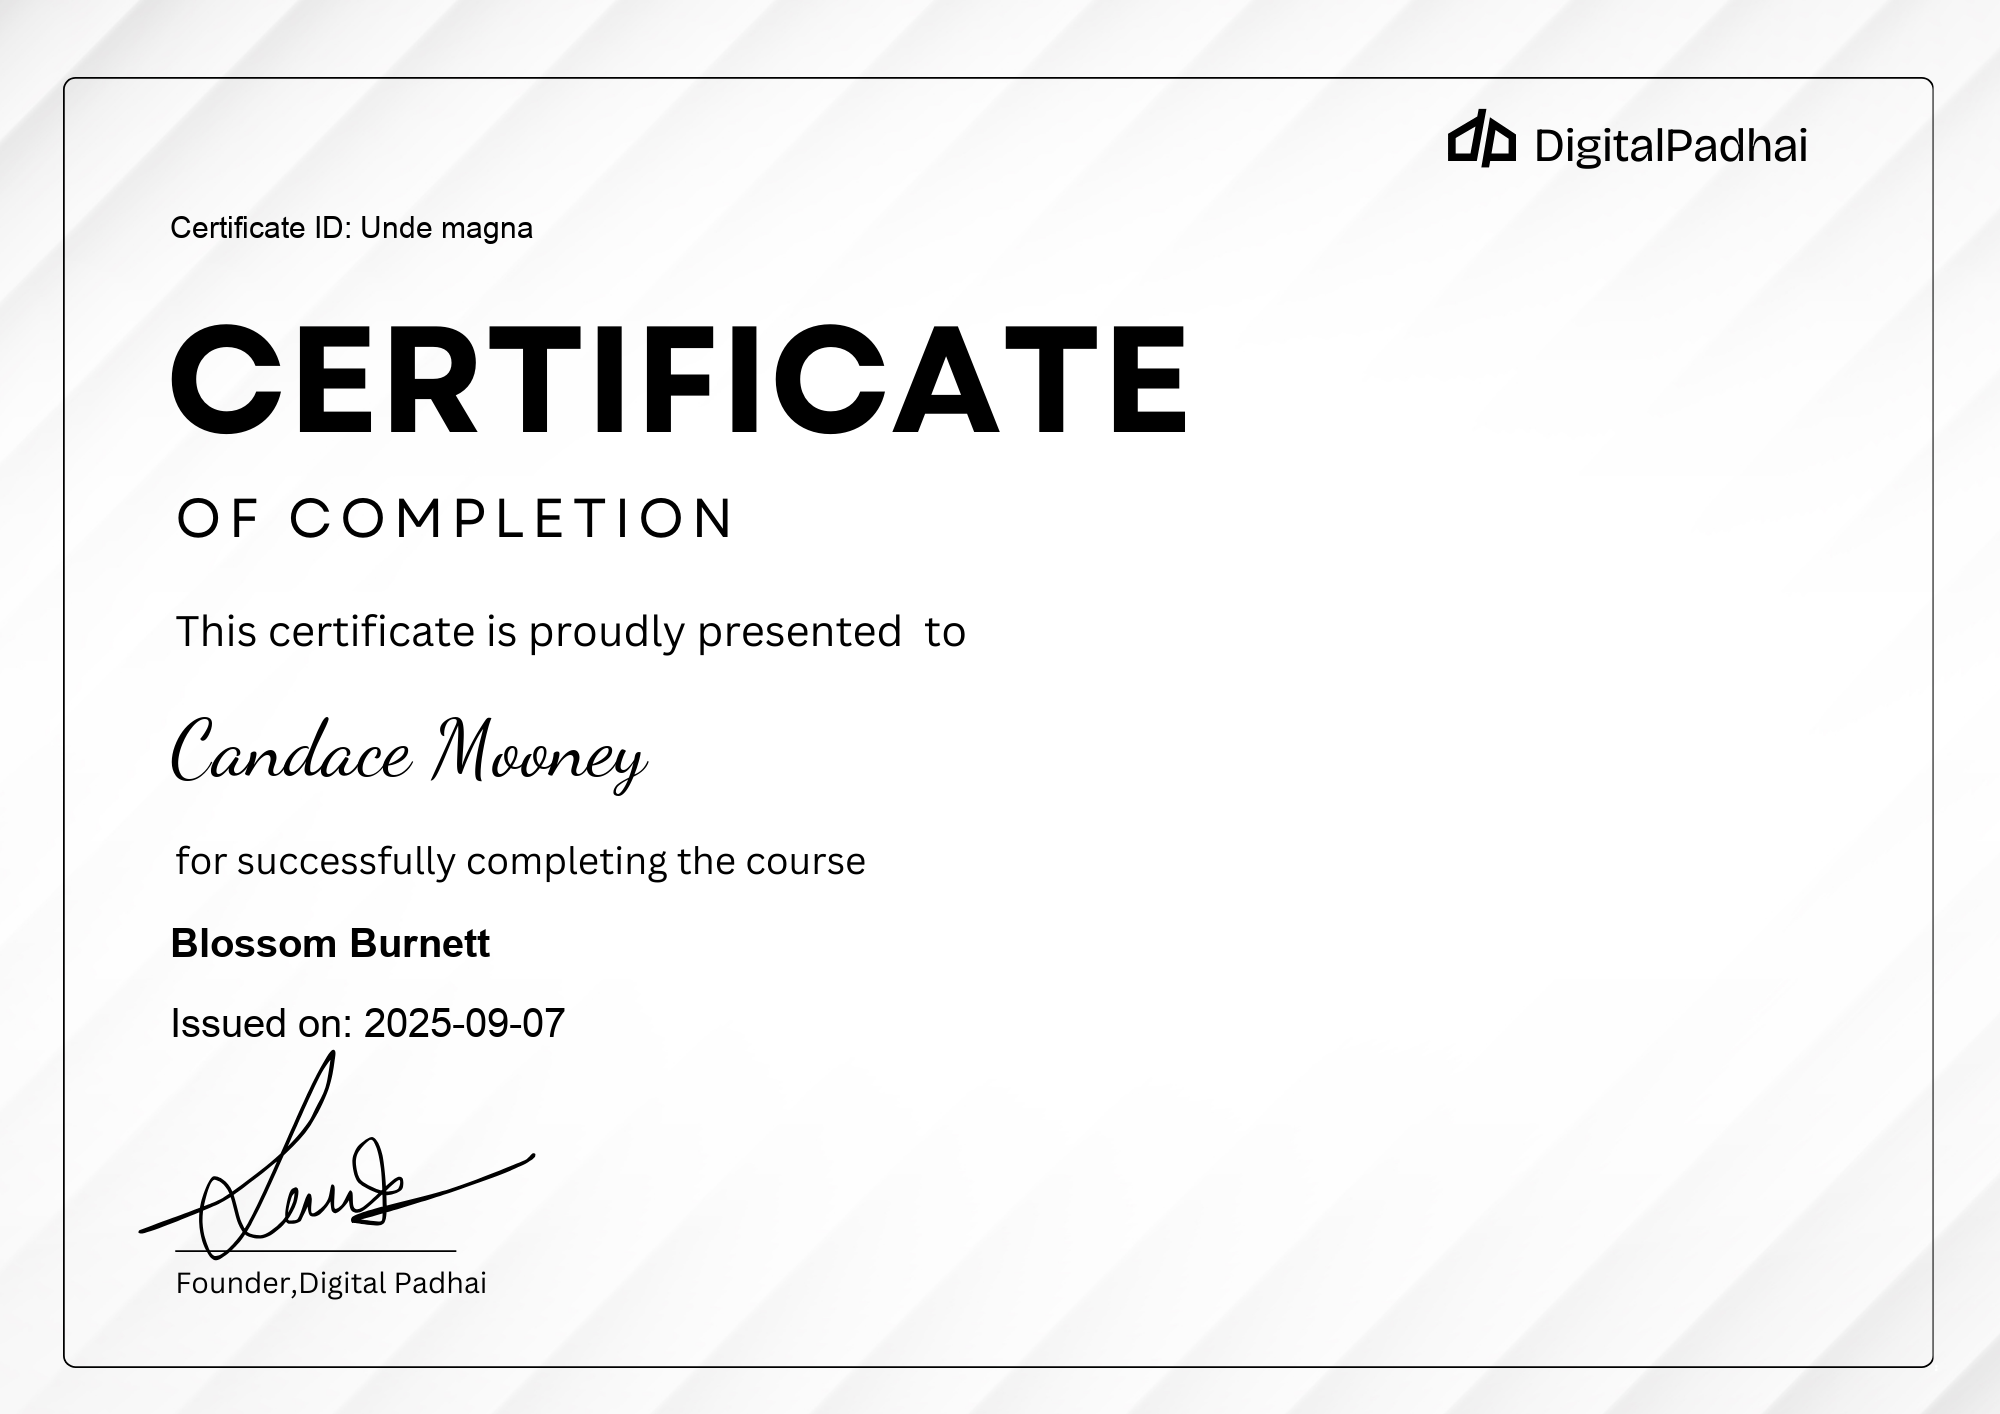 DigitalPadhai
Certificate ID: Unde magna
CERTIFICATE
OF COMPLETION
This certificate is proudly presented  to
Candace Mooney
for successfully completing the course
Blossom Burnett
Issued on: 2025-09-07
Founder,Digital Padhai